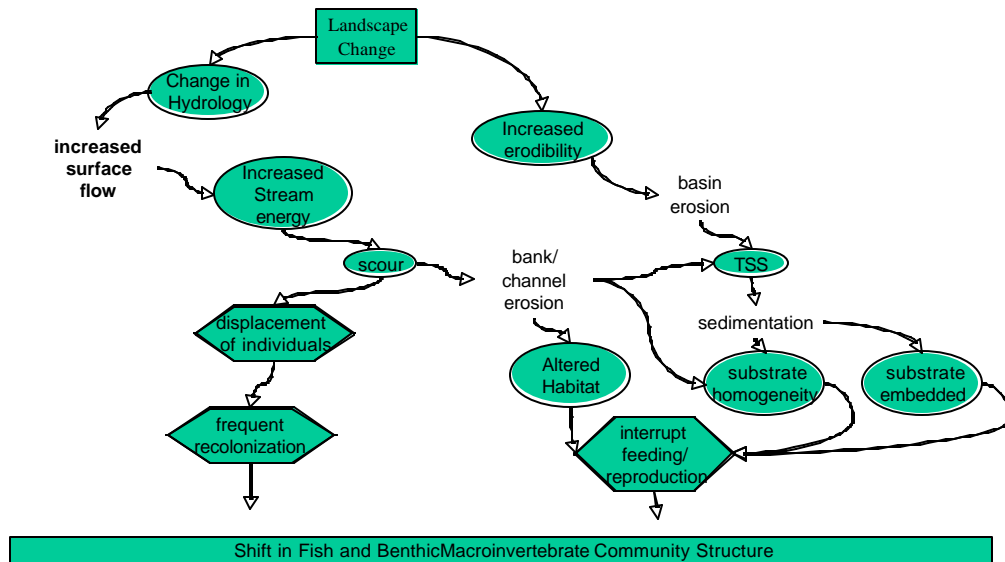 Landscape
Change
Change in
Hydrology
increased
surface
flow
Increased
erodibility
Increased
Stream
energy
basin
erosion
scour
bank/
channel
erosion
TSS
displacement
of individuals
sedimentation
Altered
Habitat
substrate
homogeneity
substrate
embedded
frequent
recolonization
interrupt
feeding/
reproduction
Shift in Fish and BenthicMacroinvertebrate Community Structure